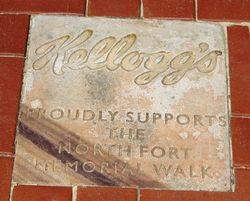 Kellogg's
PROUDLY SUPPORTS
THE
NORTH FORT
MEMORIAL WALK